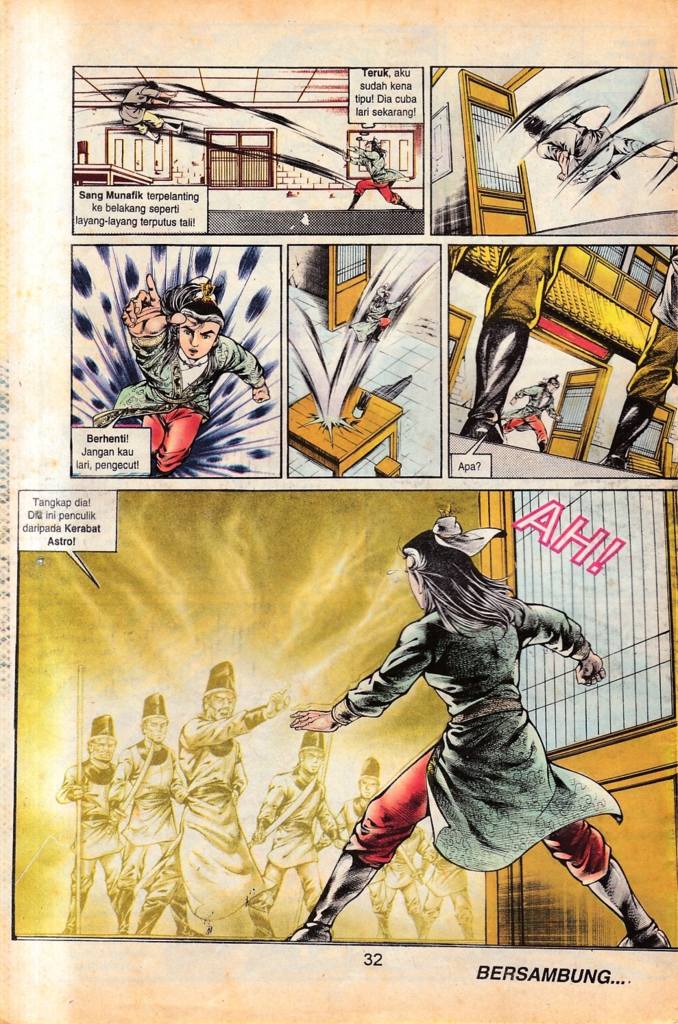 Teruk, aku
sudah kena
tipu! Dia cuba
lari sekarang!
Sang Munafik terpelanting
ke belakang seperti
layang-layang terputus tali!
Berhenti!
Jangan kau
lari, pengecut!
Apa?
Tangkap dia!
Dia ini penculik
daripada Kerabat
Astro!
AH!
32
BERSAMBUNG...